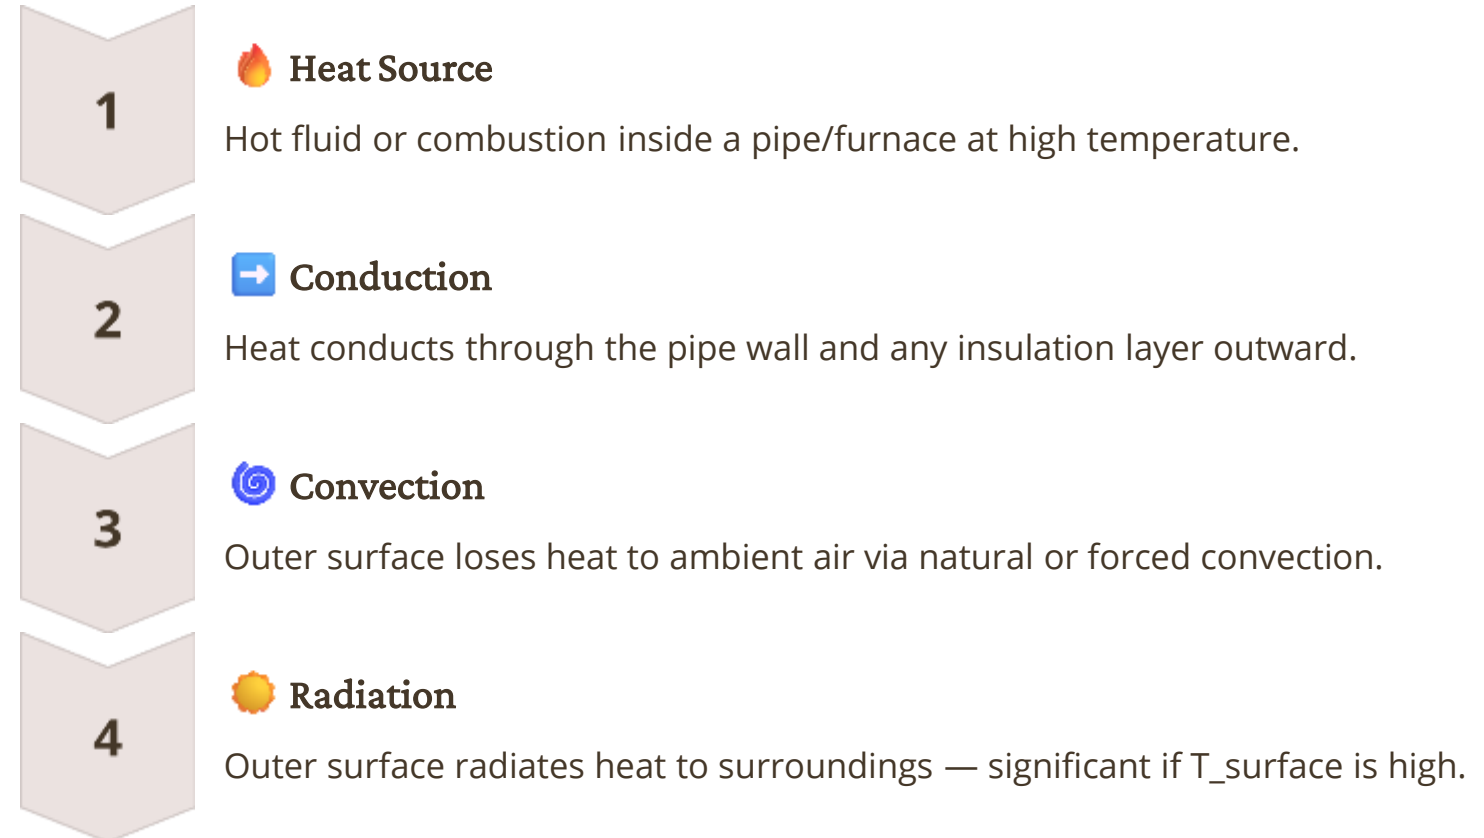 1
Heat Source
Hot fluid or combustion inside a pipe/furnace at high temperature.
2
Conduction
Heat conducts through the pipe wall and any insulation layer outward.
3
Convection
Outer surface loses heat to ambient air via natural or forced convection.
4
Radiation
Outer surface radiates heat to surroundings — significant if T_surface is high.